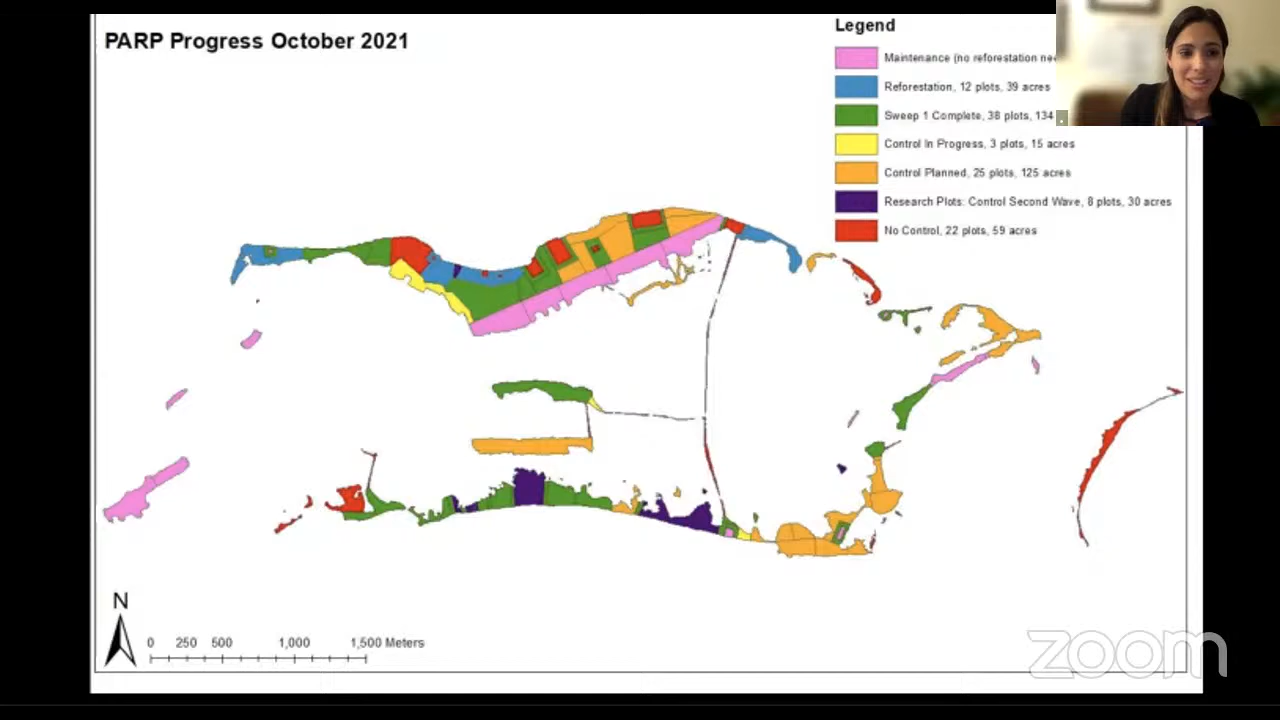 PARP Progress October 2021
Legend
Maintenance (no reforestation
Reforestation, 12 plots, 39 acres
Sweep 1 Complete, 38 plots, 134
Control In Progress, 3 plots, 15 acres
Control Planned, 25 plots, 125 acres
Research Plots: Control Second Wave, 8 plots, 30 acres
No Control, 22 plots, 59 acres
N
0 250 500 1,000 1,500 Meters
zoom